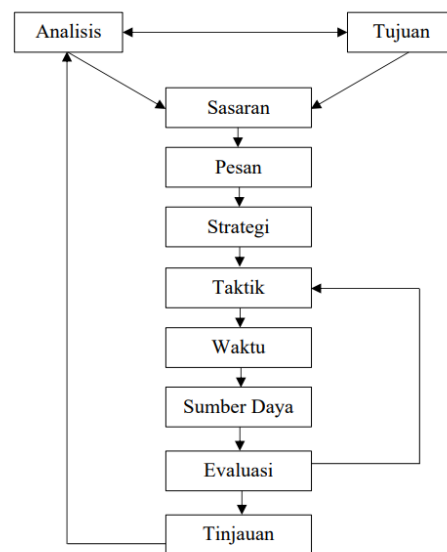 Analisis
Tujuan
Sasaran
Pesan
Strategi
Taktik
Waktu
Sumber Daya
Evaluasi
Tinjauan